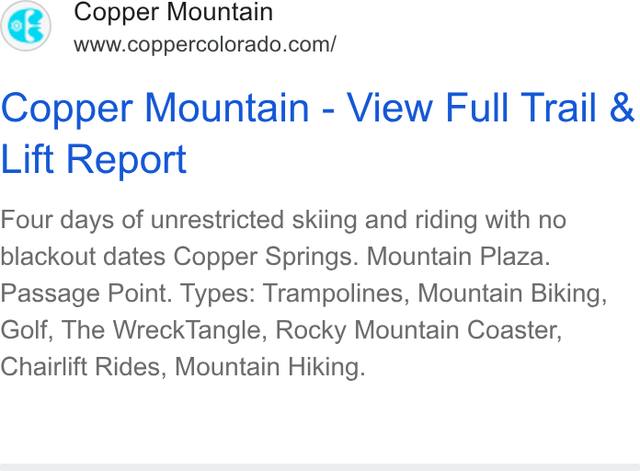 Copper Mountain
www.coppercolorado.com/
Copper Mountain - View Full Trail &
Lift Report
Four days of unrestricted skiing and riding with no
blackout dates Copper Springs. Mountain Plaza.
Passage Point. Types: Trampolines, Mountain Biking,
Golf, The WreckTangle, Rocky Mountain Coaster,
Chairlift Rides, Mountain Hiking.